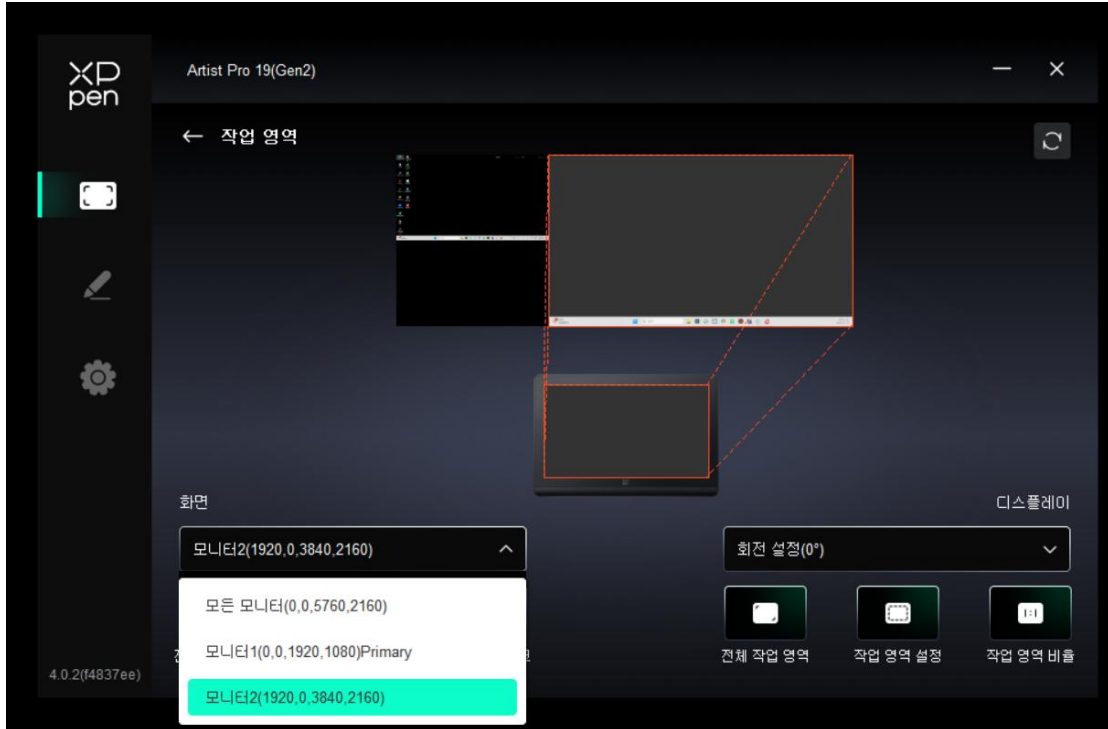 XP
pen
Artist Pro 19(Gen2)
← 작업 영역
화면
디스플레이
모니터2(1920,0,3840,2160)
회전 설정(0°)
모든 모니터(0,0,5760,2160)
모니터1(0,0,1920,1080)Primary
모니터2(1920,0,3840,2160)
1:1
전체 작업 영역
작업 영역 설정
작업 영역 비율
4.0.2(f4837ee)